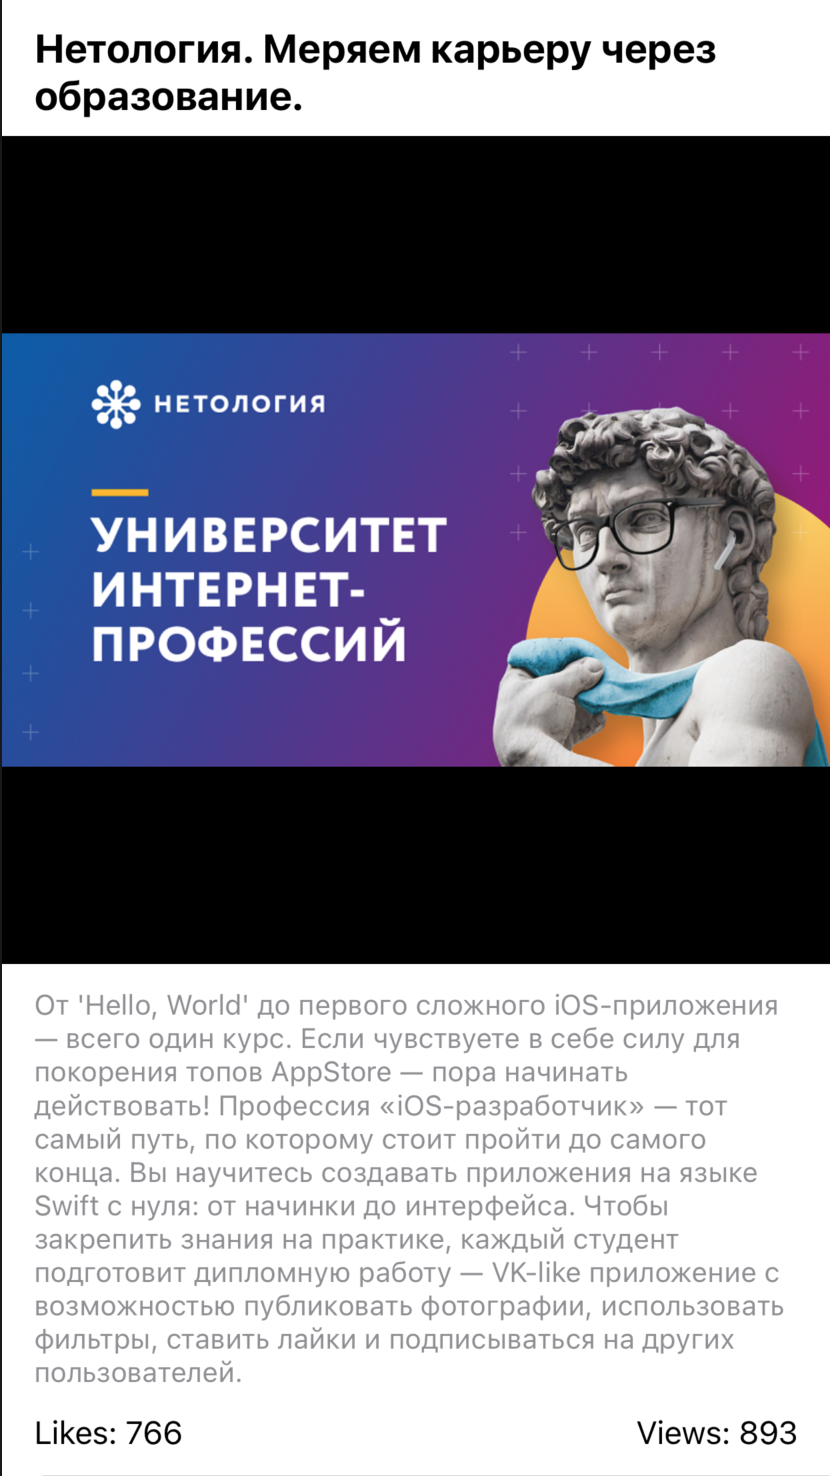 Нетология. Меряем карьеру через
образование.
НЕТОЛОГИЯ
УНИВЕРСИТЕТ
ИНТЕРНЕТ-
ПРОФЕССИЙ
От 'Hello, World' до первого сложного iOS-приложения
— всего один курс. Если чувствуете в себе силу для
покорения топов AppStore — пора начинать
действовать! Профессия «iOS-разработчик» — тот
самый путь, по которому стоит пройти до самого
конца. Вы научитесь создавать приложения на языке
Swift с нуля: от начинки до интерфейса. Чтобы
закрепить знания на практике, каждый студент
подготовит дипломную работу — VK-like приложение с
возможностью публиковать фотографии, использовать
фильтры, ставить лайки и подписываться на других
пользователей.
Likes: 766 Views: 893